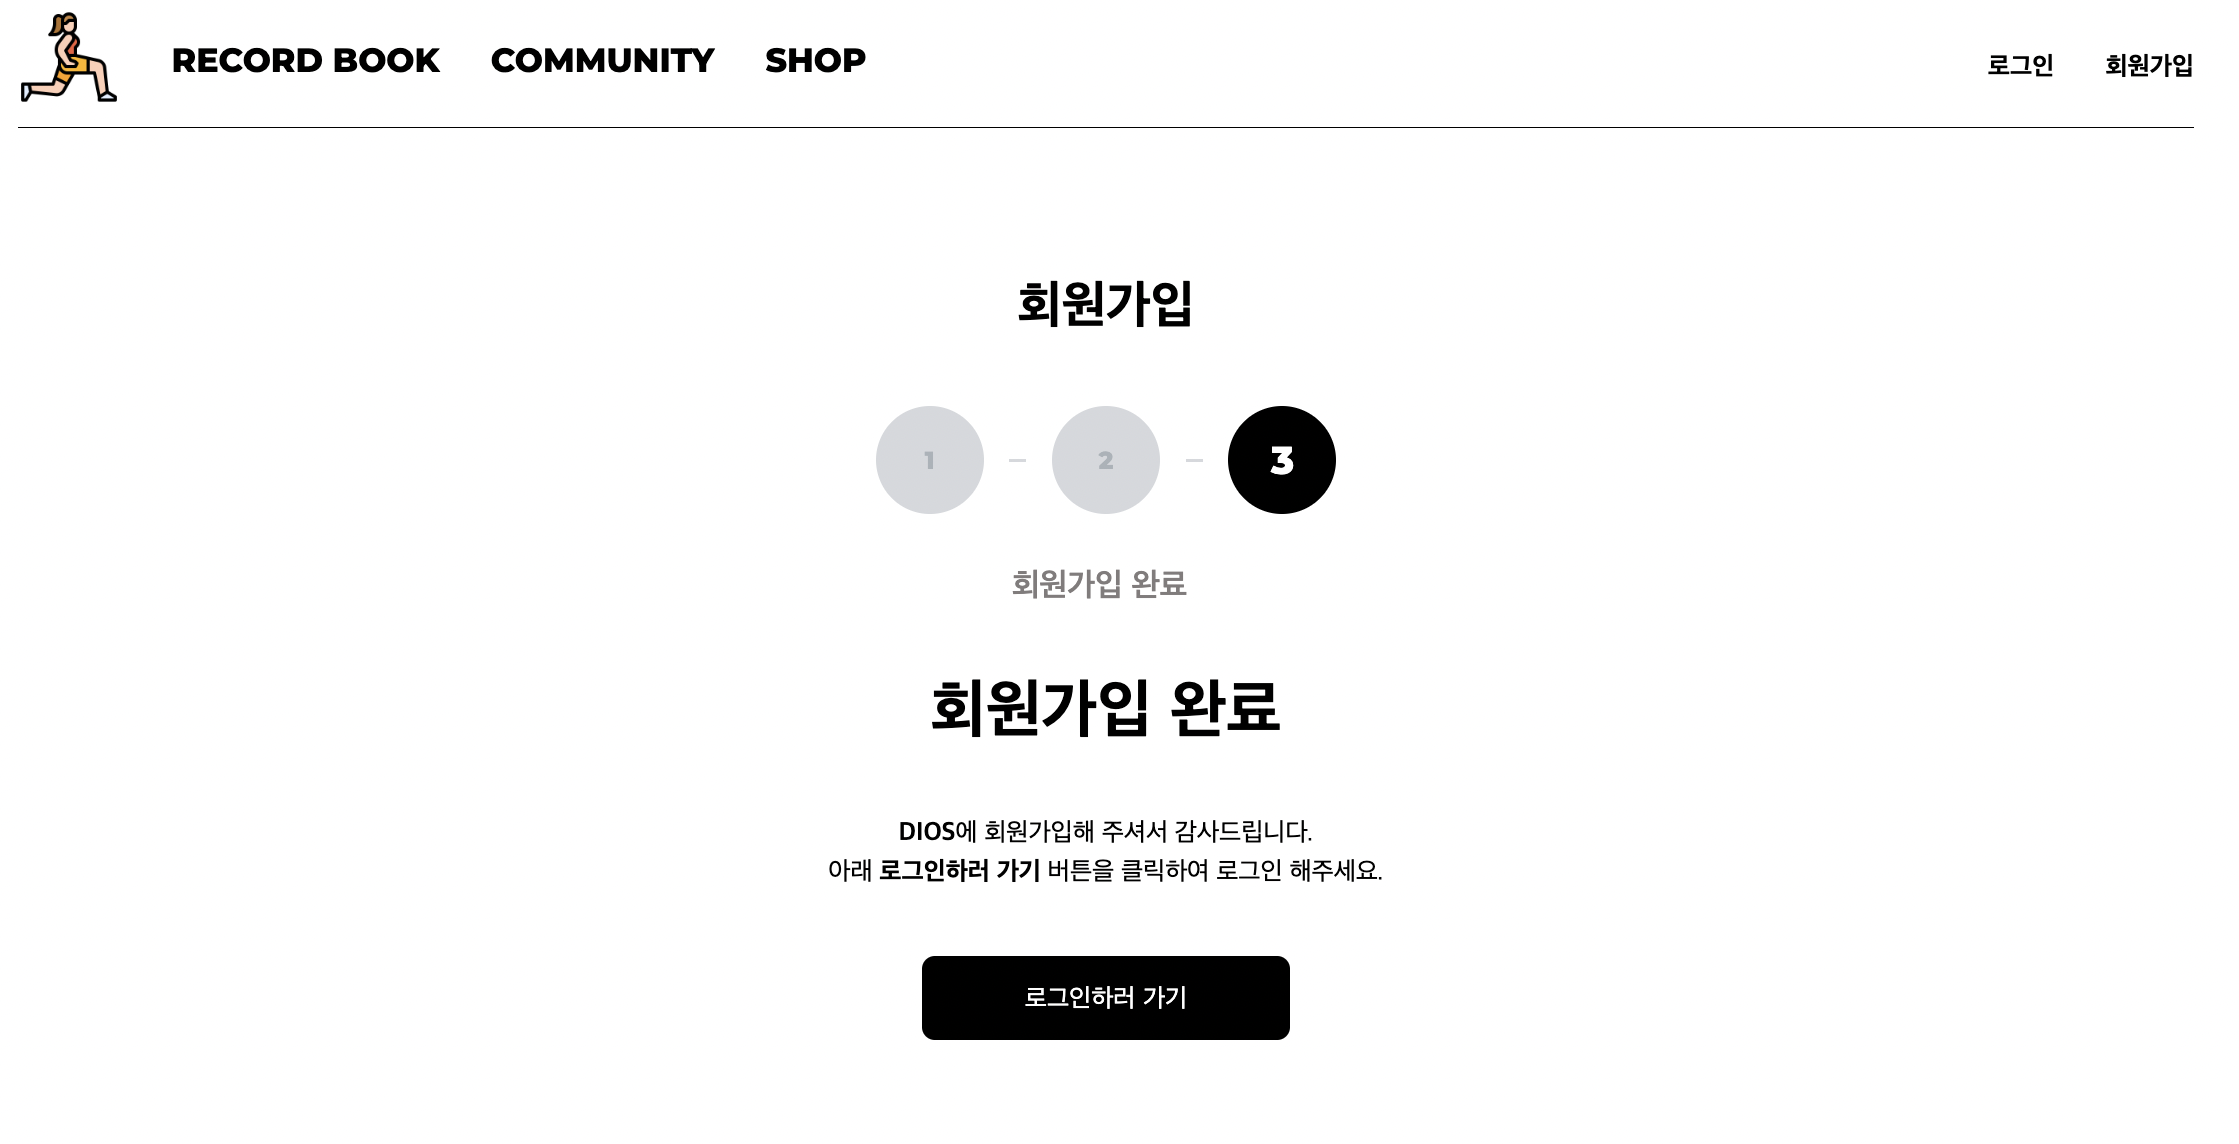 RECORD BOOK COMMUNITY SHOP 로그인 회원가입
회원가입
1 2 3
회원가입 완료
회원가입 완료
DIOS에 회원가입해 주셔서 감사드립니다.
아래 로그인하러 가기 버튼을 클릭하여 로그인 해주세요.
로그인하러 가기